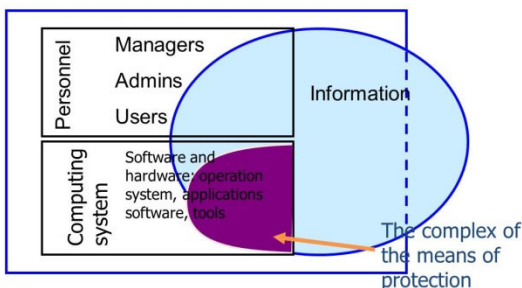 Personnel
Managers
Admins
Users
Information
Computing
system
Software and
hardware: operation
system, applications
software, tools
The complex of
the means of
protection